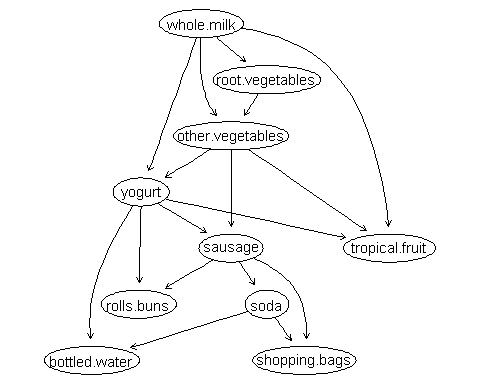 whole.milk
root.vegetables
other.vegetables
yogurt
sausage
tropical.fruit
rolls.buns
soda
bottled.water
shopping.bags